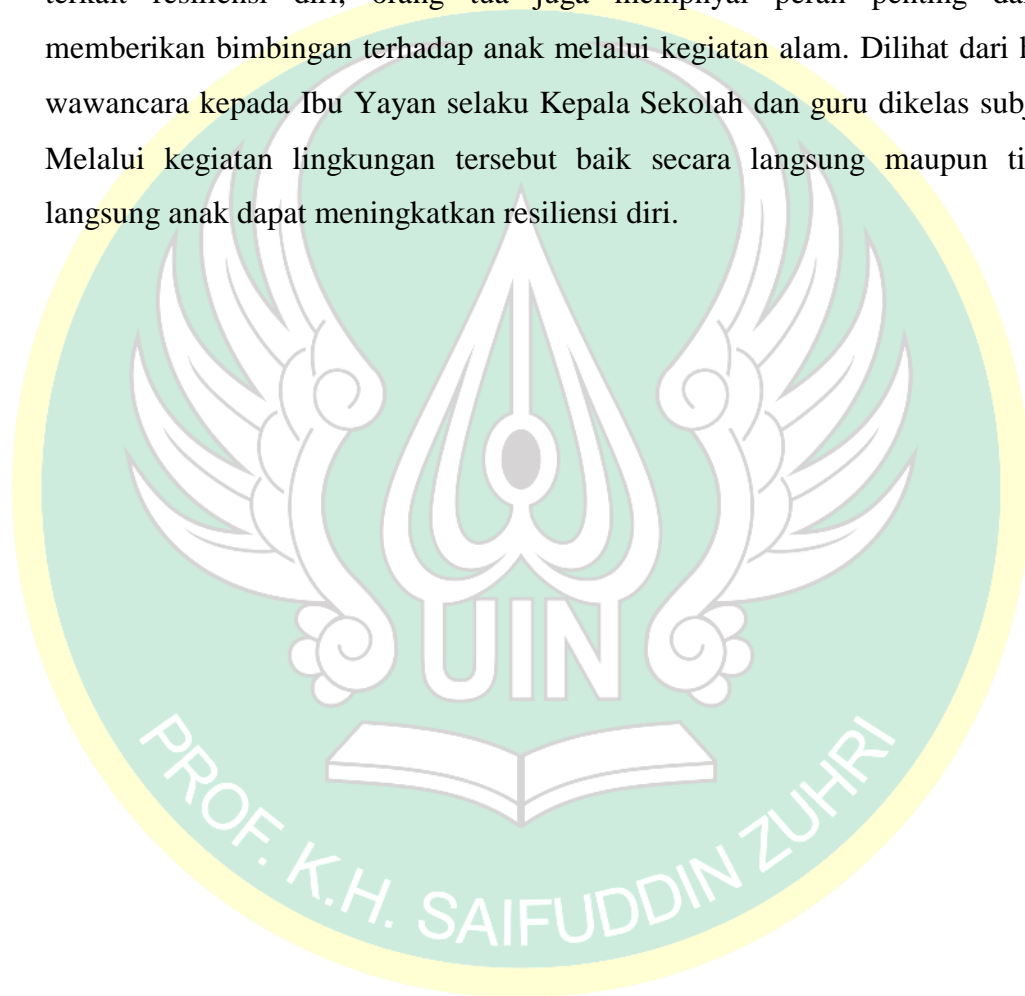 terkait resiliensi diri, orang tua juga mempnyai peran penting
memberikan bimbingan terhadap anak melalui kegiatan alam. Dilihat dari
wawancara kepada Ibu Yayan selaku Kepala Sekolah dan guru dikelas
Melalui kegiatan lingkungan tersebut baik secara langsung maupun
langsung anak dapat meningkatkan resiliensi diri.
UIN
PROF. K.H. SAIFUDDIN ZUHRI